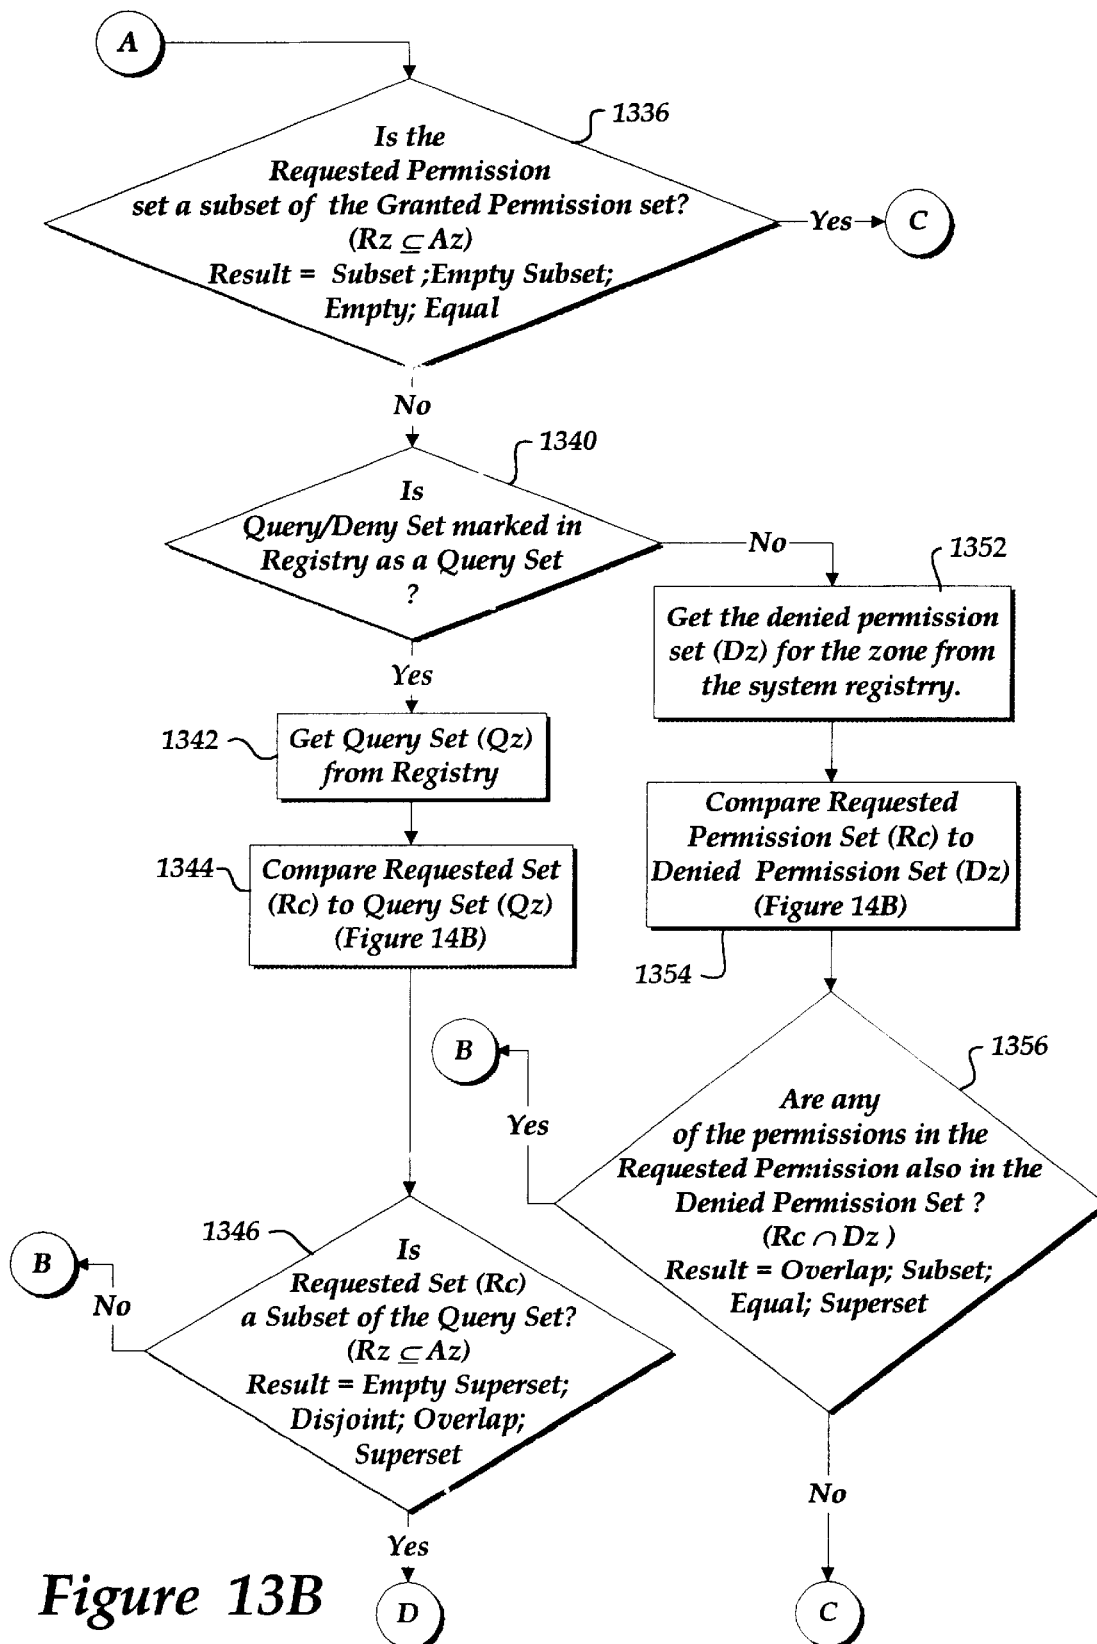 A
1336
Is the
Requested Permission
set a subset of the Granted Permission set?
(Rz ⊆ Az)
Result = Subset ;Empty Subset;
Empty; Equal
Yes
C
No
1340
Is
Query/Deny Set marked in
Registry as a Query Set
?
No
1352
Get the denied permission
set (Dz) for the zone from
the system registrry.
Yes
1342
Get Query Set (Qz)
from Registry
Compare Requested
Permission Set (Rc) to
Denied Permission Set (Dz)
(Figure 14B)
1344
Compare Requested Set
(Rc) to Query Set (Qz)
(Figure 14B)
1354
B
Yes
1356
Are any
of the permissions in the
Requested Permission also in the
Denied Permission Set ?
(Rc ∩ Dz )
Result = Overlap; Subset;
Equal; Superset
1346
B
No
Is
Requested Set (Rc)
a Subset of the Query Set?
(Rz ⊆ Az)
Result = Empty Superset;
Disjoint; Overlap;
Superset
No
Yes
Figure 13B
D
C